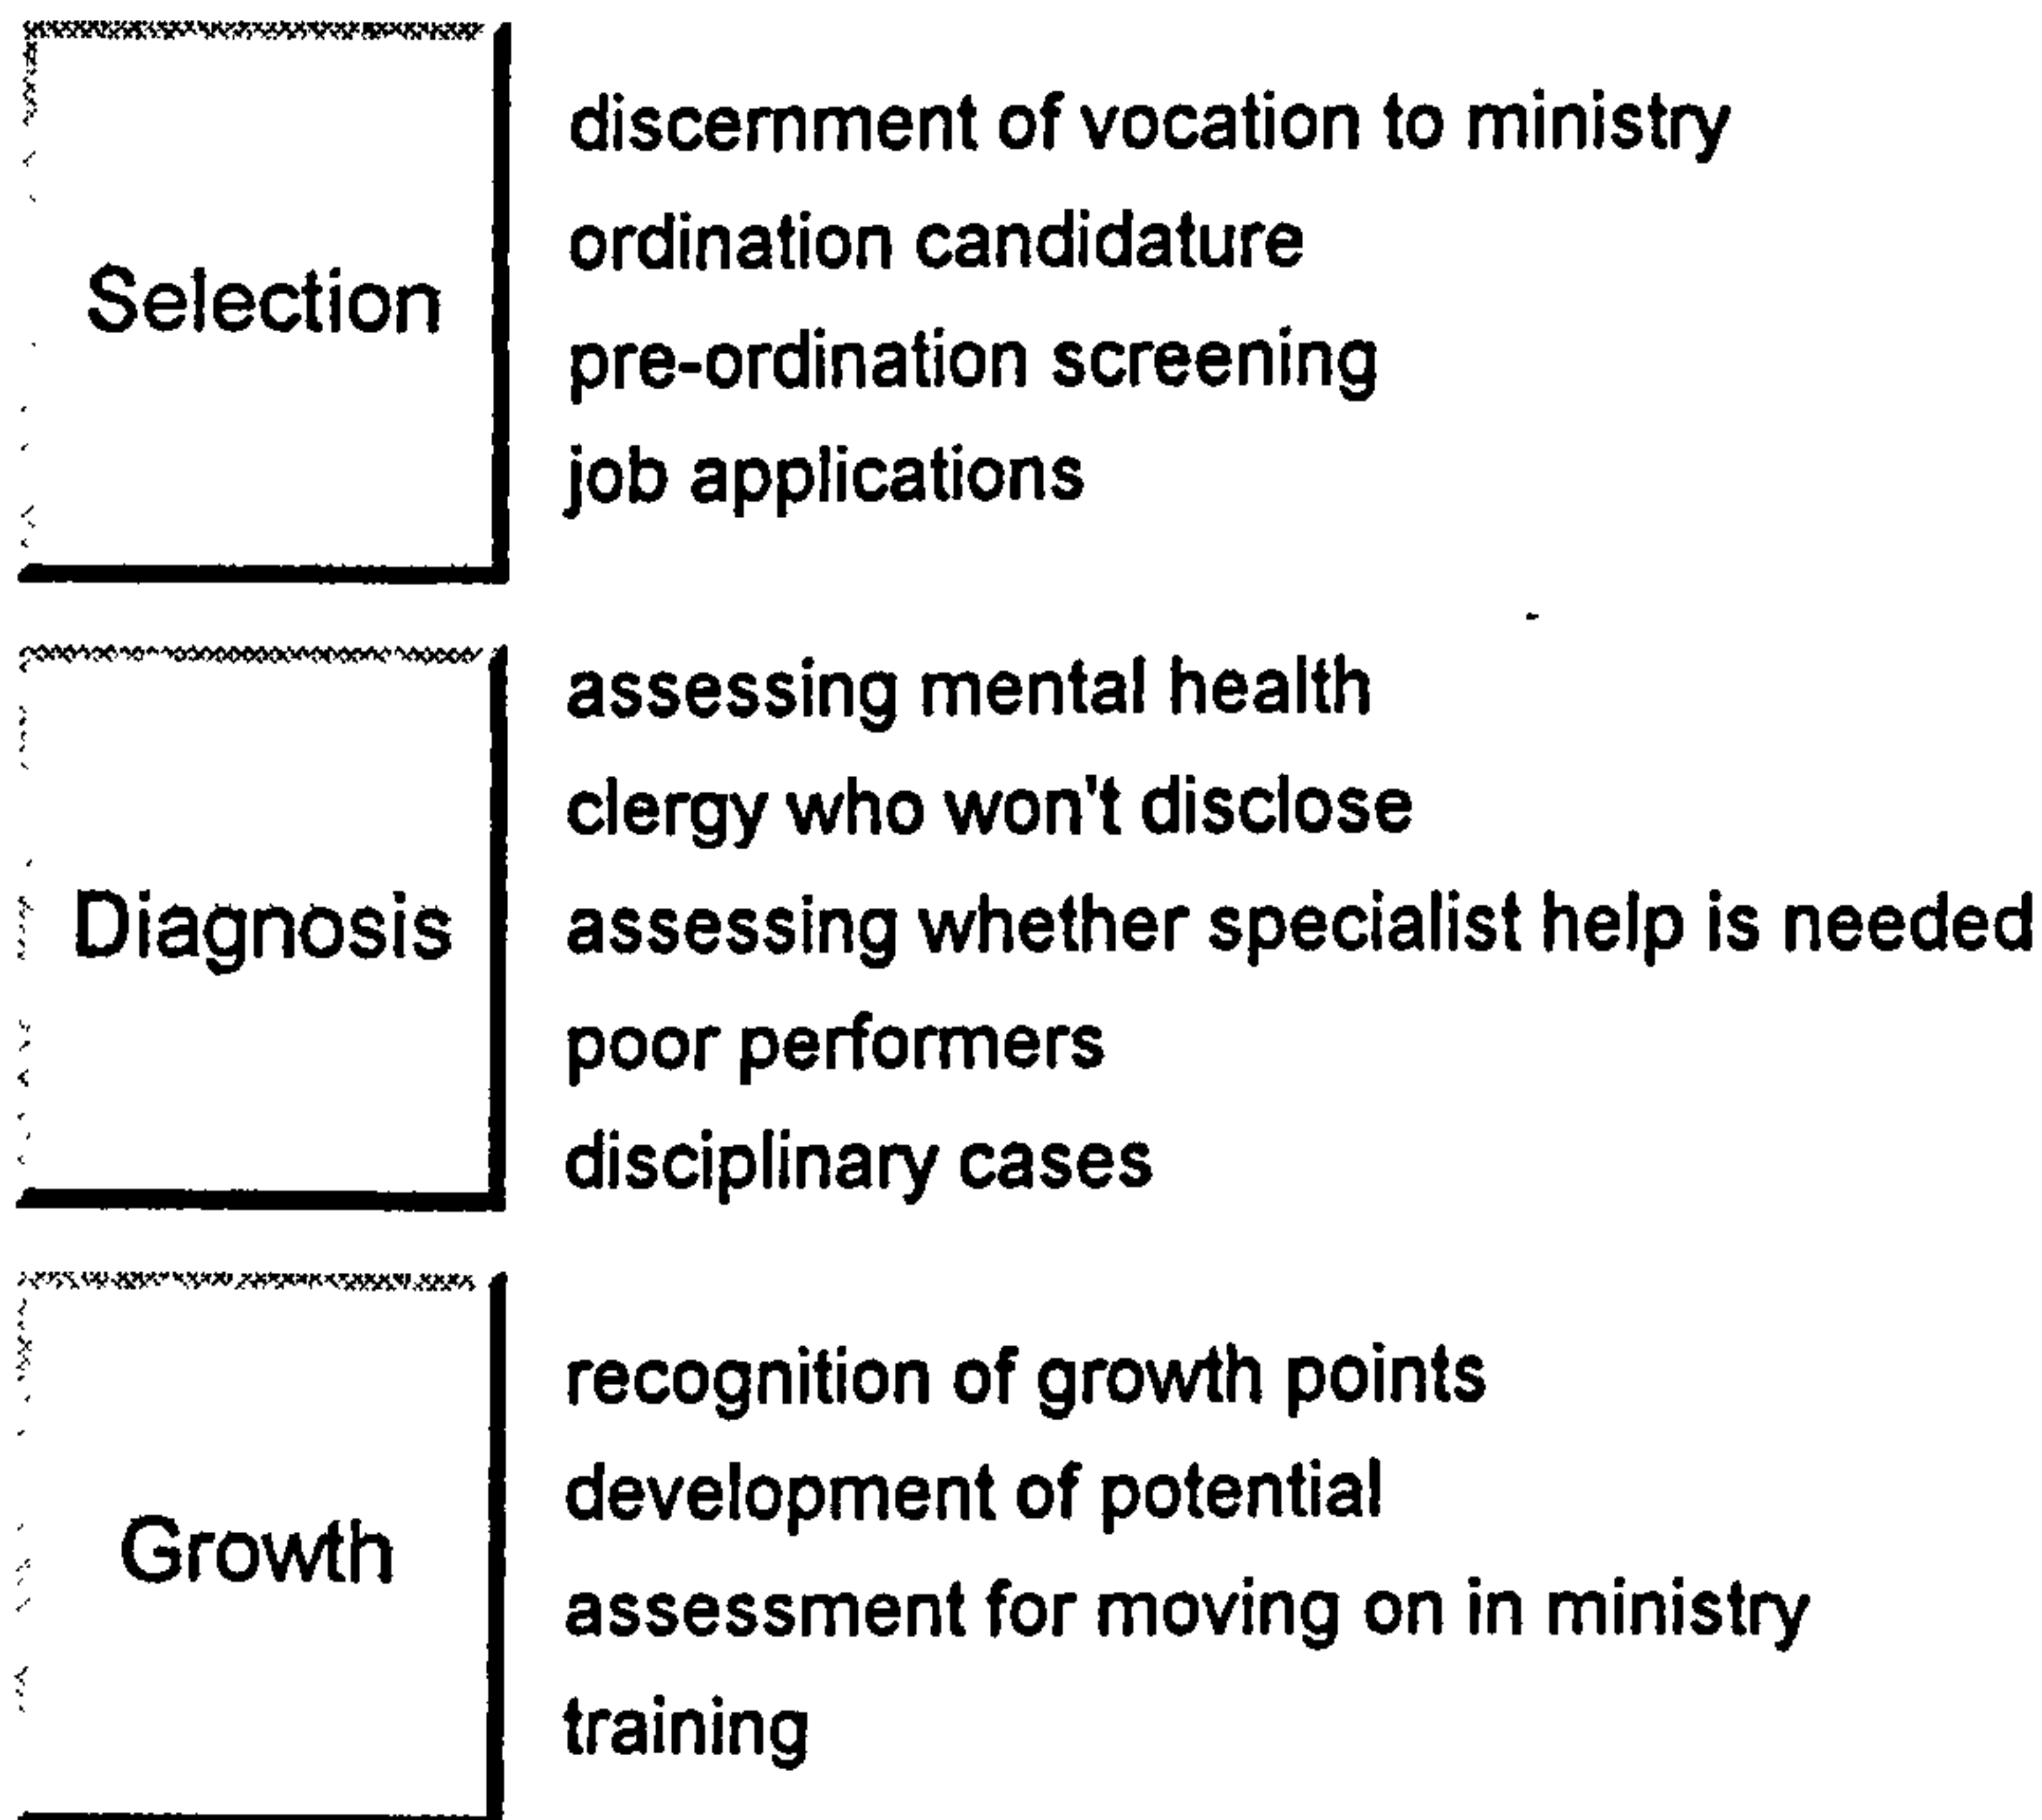 Selection
discernment of vocation to ministry
ordination candidature
pre-ordination screening
job applications
Diagnosis
assessing mental health
clergy who won't disclose
assessing whether specialist help is needed
poor performers
disciplinary cases
Growth
recognition of growth points
development of potential
assessment for moving on in ministry
training